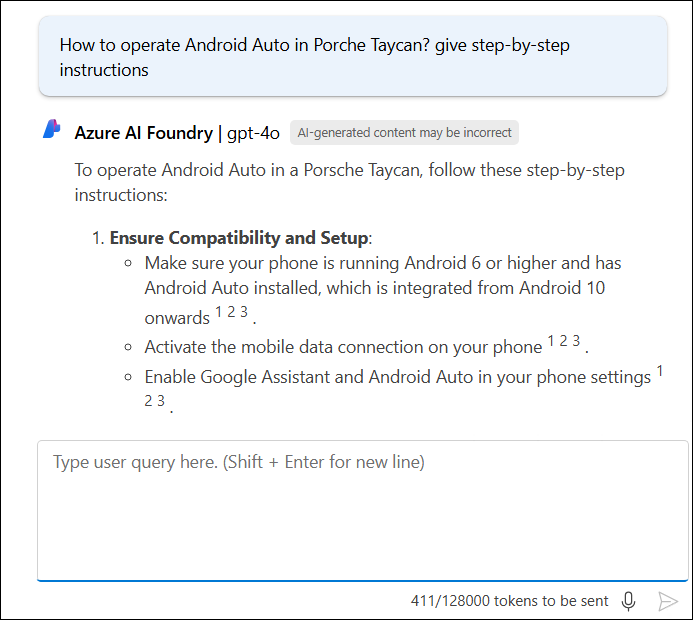 How to operate Android Auto in Porche Taycan? give step-by-step
instructions
Azure AI Foundry | gpt-4o AI-generated content may be incorrect
To operate Android Auto in a Porsche Taycan, follow these step-by-step
instructions:
1. Ensure Compatibility and Setup:
Make sure your phone is running Android 6 or higher and has
Android Auto installed, which is integrated from Android 10
onwards 1 2 3 .
Activate the mobile data connection on your phone 1 2 3 .
Enable Google Assistant and Android Auto in your phone settings 1
2 3 .
Type user query here. (Shift + Enter for new line)
411/128000 tokens to be sent